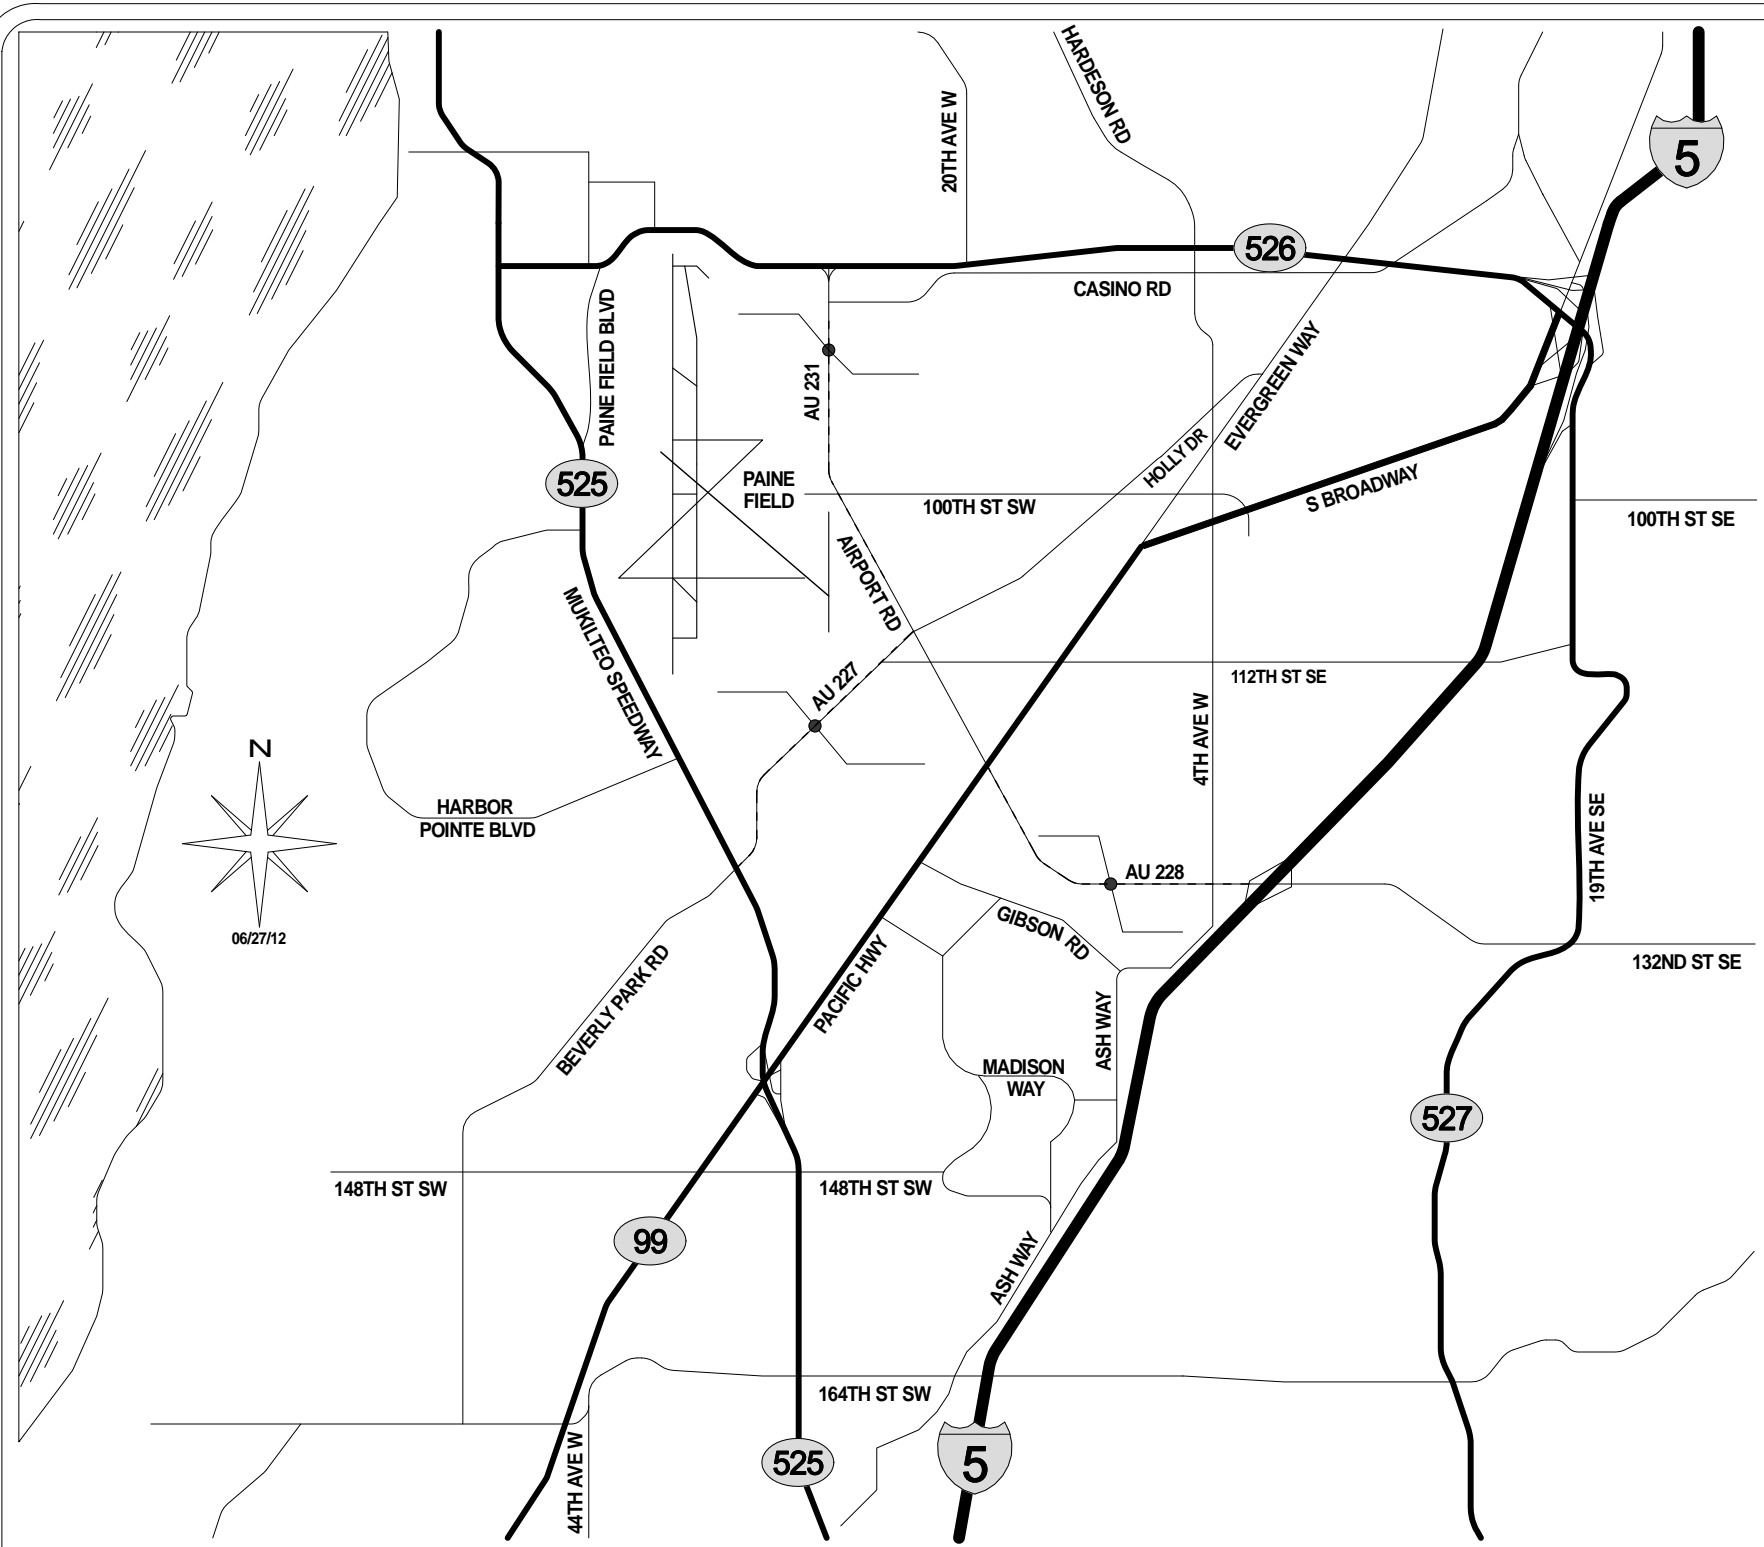 HARDESON RD
20TH AVE W
5
526
CASINO RD
PAINE FIELD BLVD
AU 231
EVERGREEN WAY
HOLLY DR
525
PAINE
FIELD
S BROADWAY
100TH ST SW
100TH ST SE
AIRPORT RD
MUKILTEO SPEEDWAY
AU 227
112TH ST SE
4TH AVE W
N
HARBOR
POINTE BLVD
19TH AVE SE
AU 228
06/27/12
GIBSON RD
132ND ST SE
PACIFIC HWY
BEVERLY PARK RD
ASH WAY
MADISON
WAY
527
148TH ST SW
148TH ST SW
99
ASH WAY
164TH ST SW
44TH AVE W
525
5